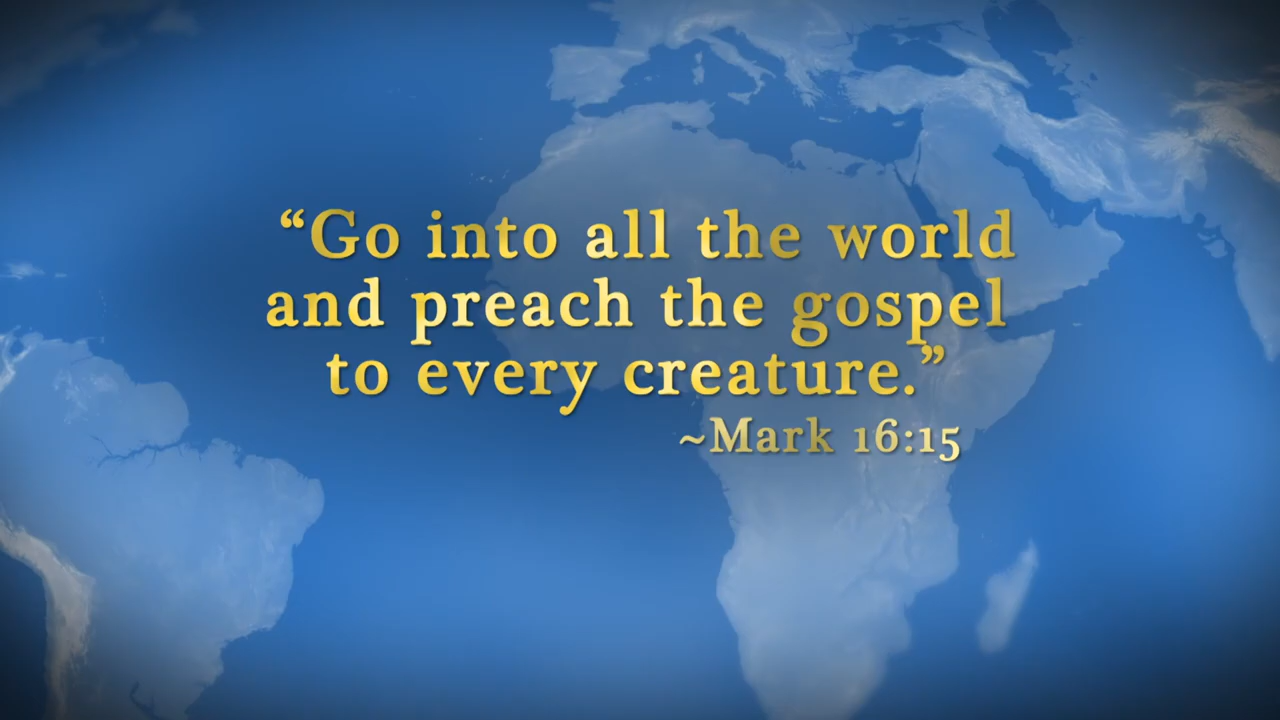 “Go into all the world
and preach the gospel
to every creature.”
~Mark 16:15